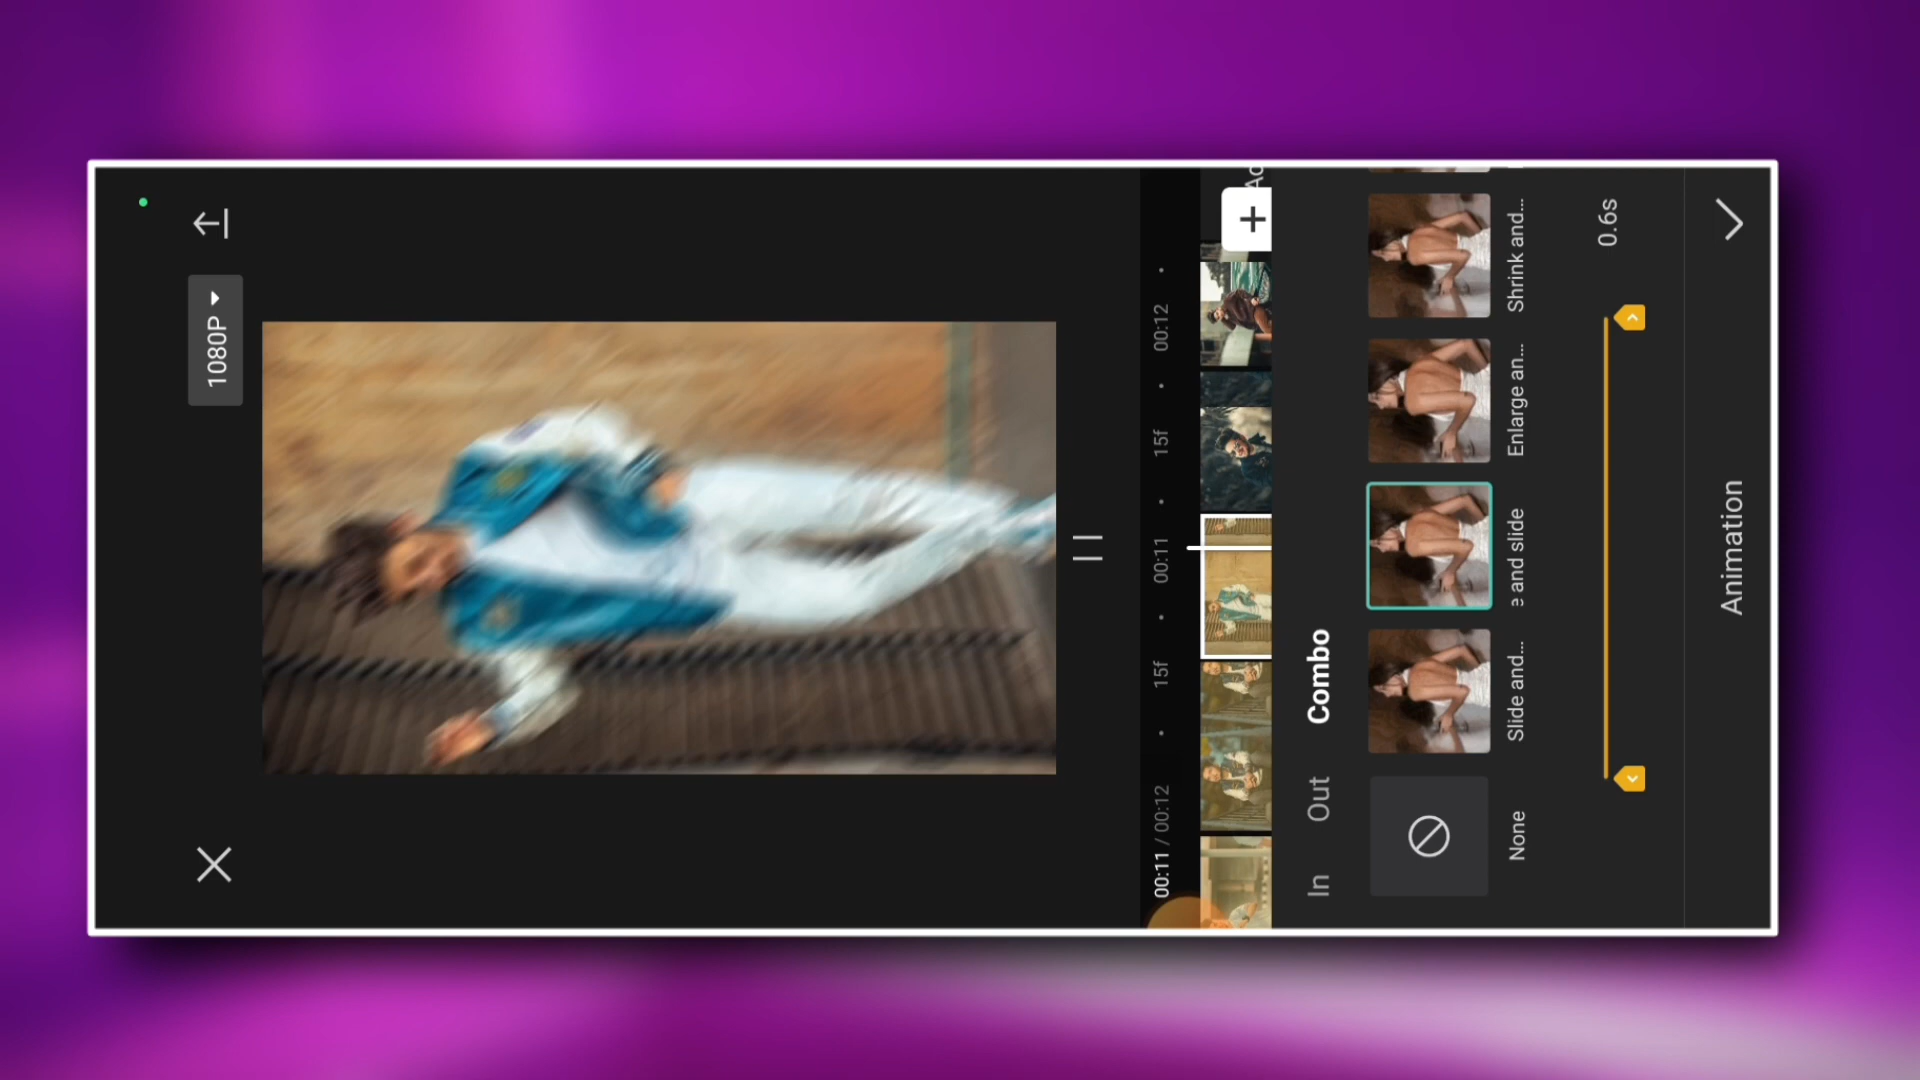 1080P
00:11 / 00:12
15f
00:11
15f
00:12
Ad
In
Out
Combo
None
Slide and...
e and slide
Enlarge an...
Shrink and...
0.6s
Animation